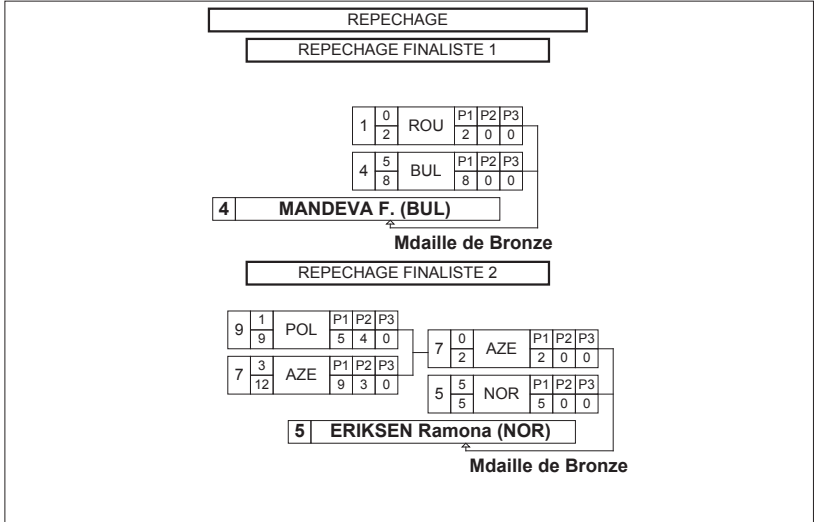 REPECHAGE
REPECHAGE FINALISTE 1
1 0 ROU P1 P2 P3
2 2 0 0
4 5 BUL P1 P2 P3
8 8 0 0
4 MANDEVA F. (BUL)
Mdaille de Bronze
REPECHAGE FINALISTE 2
9 1 POL P1 P2 P3
9 5 4 0
7 3 AZE P1 P2 P3
12 9 3 0
7 0 AZE P1 P2 P3
2 2 0 0
5 5 NOR P1 P2 P3
5 5 0 0
5 ERIKSEN Ramona (NOR)
Mdaille de Bronze